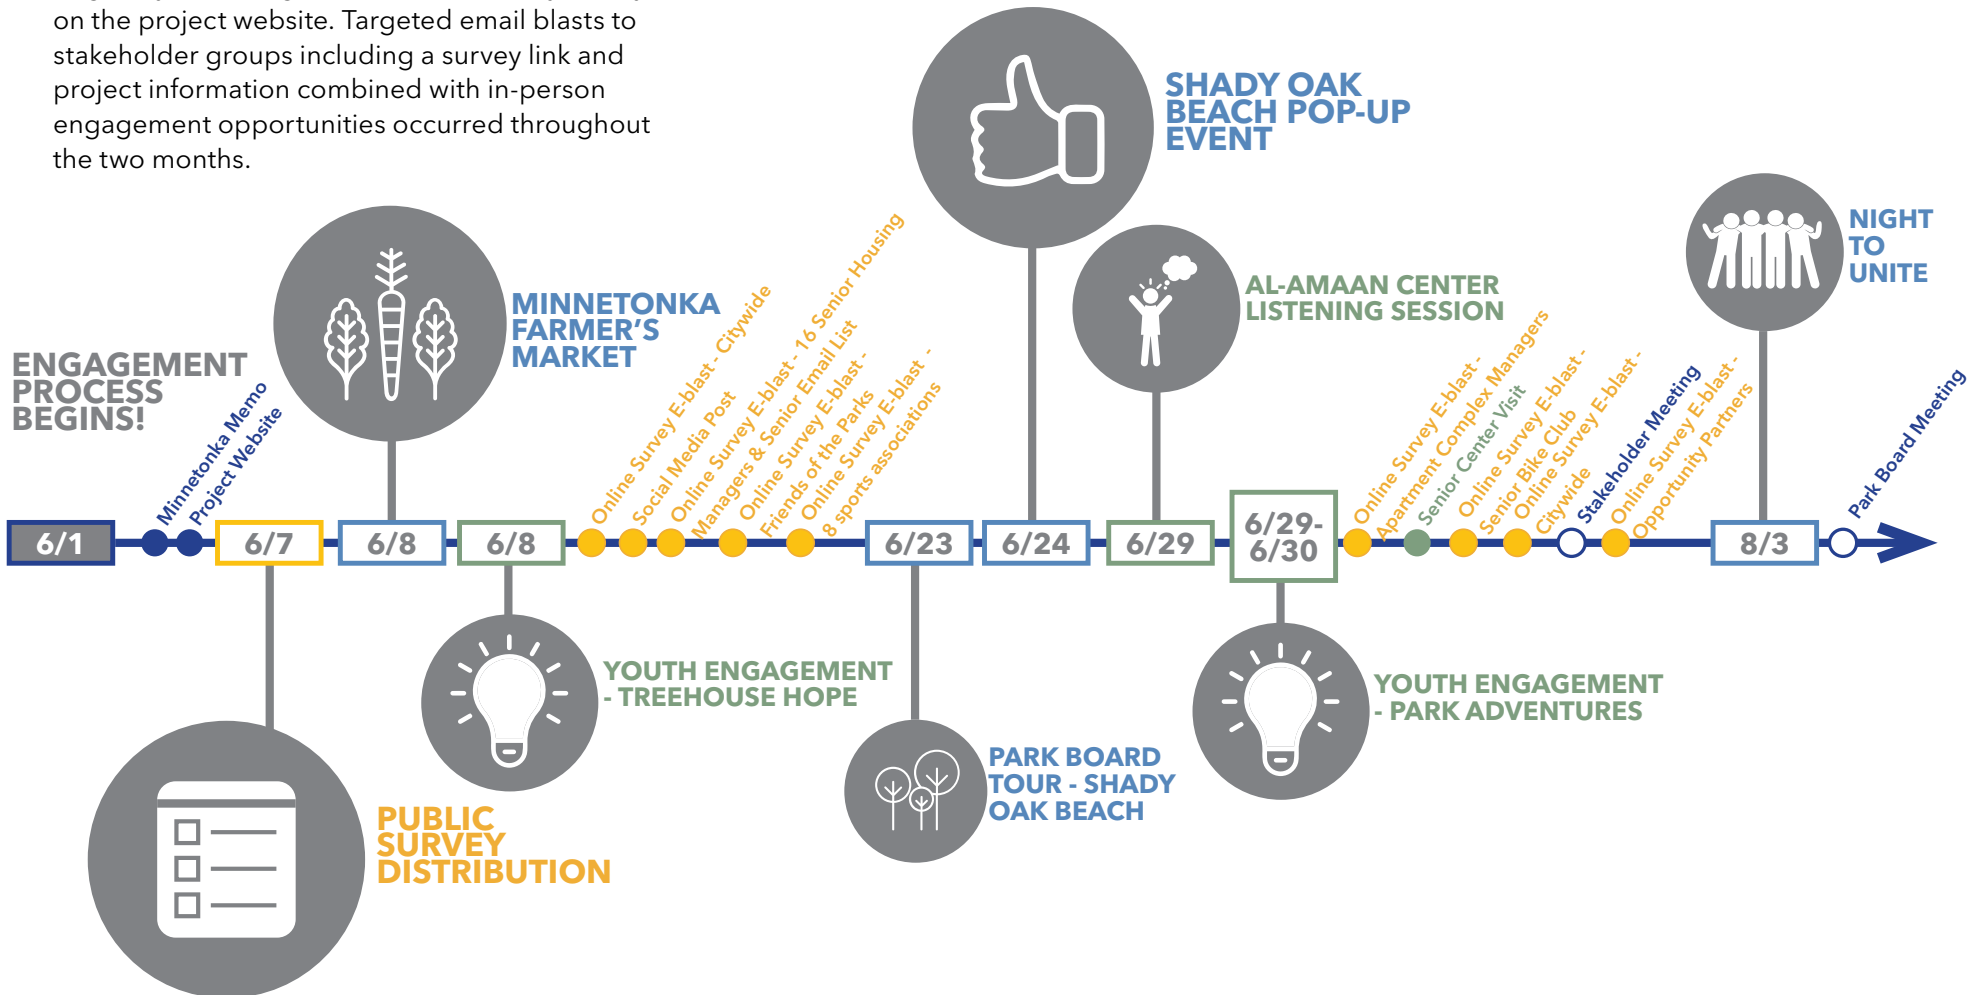 on the project website. Targeted email blasts to
stakeholder groups including a survey link and
project information combined with in-person
engagement opportunities occurred throughout
the two months.
ENGAGEMENT
PROCESS
BEGINS!
6/1
Minnetonka Memo
Project Website
6/7
PUBLIC
SURVEY
DISTRIBUTION
6/8
MINNETONKA
FARMER'S
MARKET
6/8
YOUTH ENGAGEMENT
- TREEHOUSE HOPE
Online Survey E-blast - Citywide
Social Media Post
Online Survey E-blast - 16 Senior Housing
Managers & Senior Email List
Online Survey E-blast -
Friends of the Parks
Online Survey E-blast -
8 sports associations
6/23
PARK BOARD
TOUR - SHADY
OAK BEACH
6/24
SHADY OAK
BEACH POP-UP
EVENT
6/29
AL-AMAAN CENTER
LISTENING SESSION
6/29-
6/30
YOUTH ENGAGEMENT
- PARK ADVENTURES
Online Survey E-blast -
Apartment Complex Managers
Senior Center Visit
Online Survey E-blast -
Senior Bike Club
Online Survey E-blast -
Citywide
Stakeholder Meeting
Online Survey E-blast -
Opportunity Partners
8/3
NIGHT
TO
UNITE
Park Board Meeting